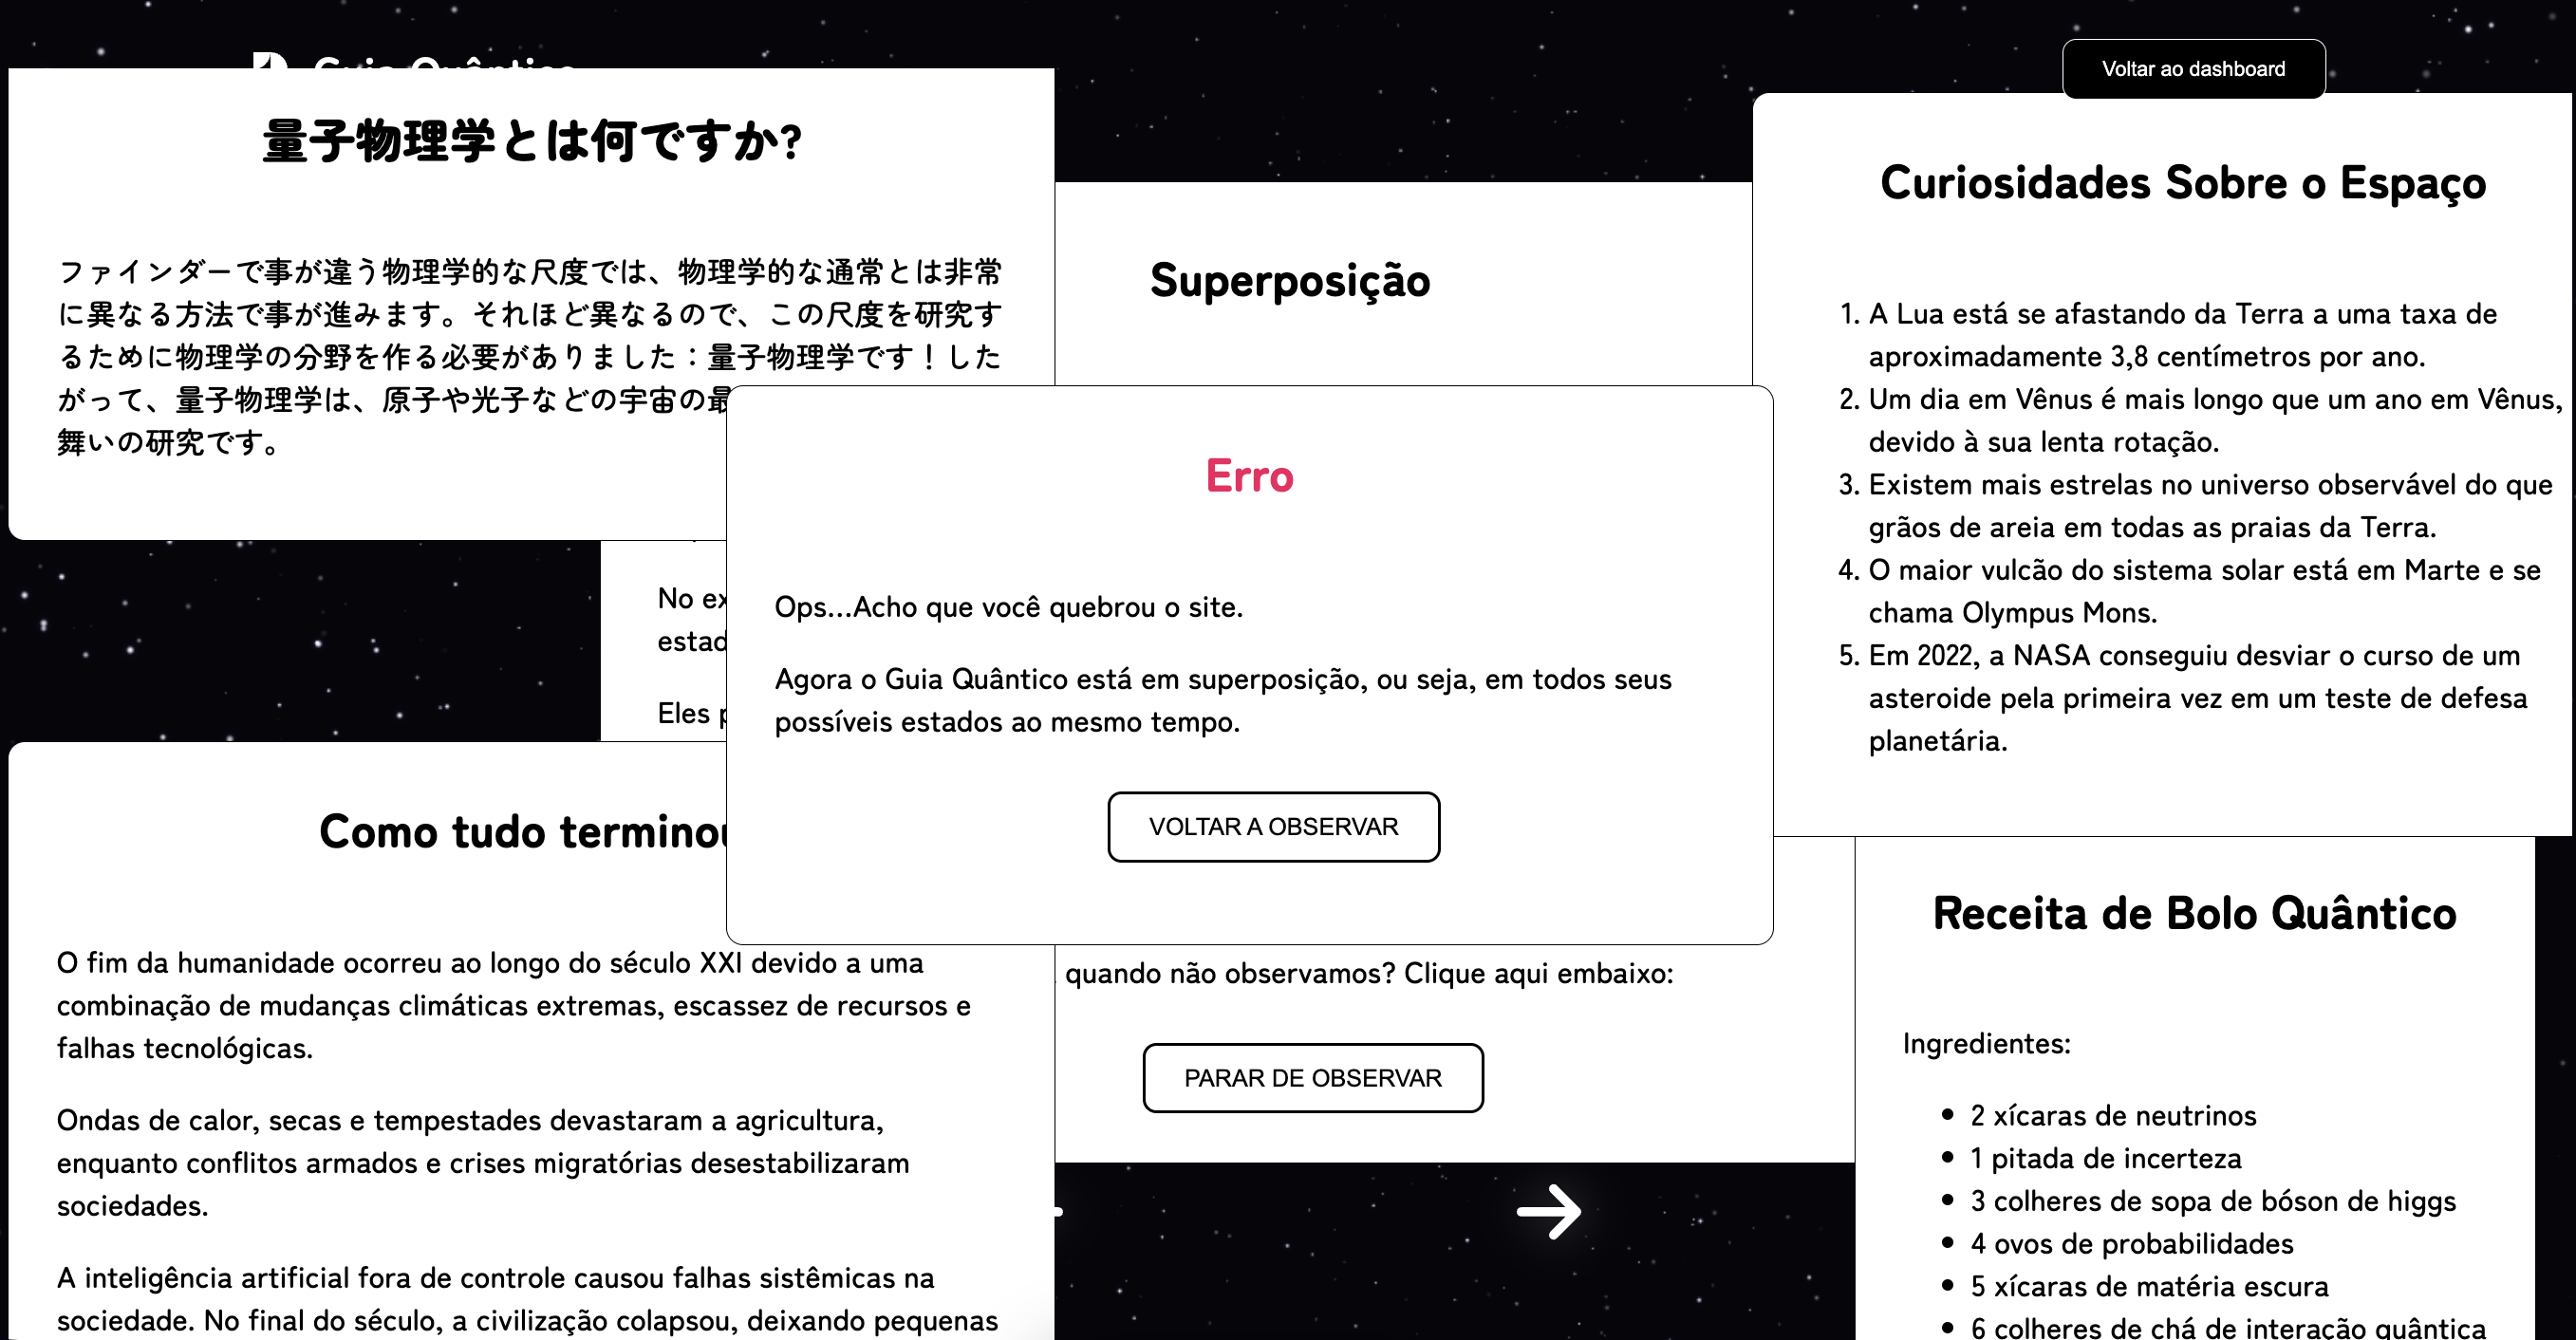 Guia Quântico
Voltar ao dashboard
量子物理学とは何ですか?
ファインダーで事が違う物理学的な尺度では、物理学的な通常とは非常
に異なる方法で事が進みます。それほど異なるので、この尺度を研究す
るために物理学の分野を作る必要がありました：量子物理学です！した
がって、量子物理学は、原子や光子などの宇宙の最
舞いの研究です。
Superposição
Curiosidades Sobre o Espaço
1. A Lua está se afastando da Terra a uma taxa de
aproximadamente 3,8 centímetros por ano.
2. Um dia em Vênus é mais longo que um ano em Vênus,
devido à sua lenta rotação.
3. Existem mais estrelas no universo observável do que
grãos de areia em todas as praias da Terra.
4. O maior vulcão do sistema solar está em Marte e se
chama Olympus Mons.
5. Em 2022, a NASA conseguiu desviar o curso de um
asteroide pela primeira vez em um teste de defesa
planetária.
Erro
Ops...Acho que você quebrou o site.
Agora o Guia Quântico está em superposição, ou seja, em todos seus
possíveis estados ao mesmo tempo.
VOLTAR A OBSERVAR
No ex
estad
Eles
Como tudo terminou
O fim da humanidade ocorreu ao longo do século XXI devido a uma
combinação de mudanças climáticas extremas, escassez de recursos e
falhas tecnológicas.
Ondas de calor, secas e tempestades devastaram a agricultura,
enquanto conflitos armados e crises migratórias desestabilizaram
sociedades.
A inteligência artificial fora de controle causou falhas sistêmicas na
sociedade. No final do século, a civilização colapsou, deixando pequenas
quando não observamos? Clique aqui embaixo:
PARAR DE OBSERVAR
Receita de Bolo Quântico
Ingredientes:
2 xícaras de neutrinos
1 pitada de incerteza
3 colheres de sopa de bóson de higgs
4 ovos de probabilidades
5 xícaras de matéria escura
6 colheres de chá de interação quântica